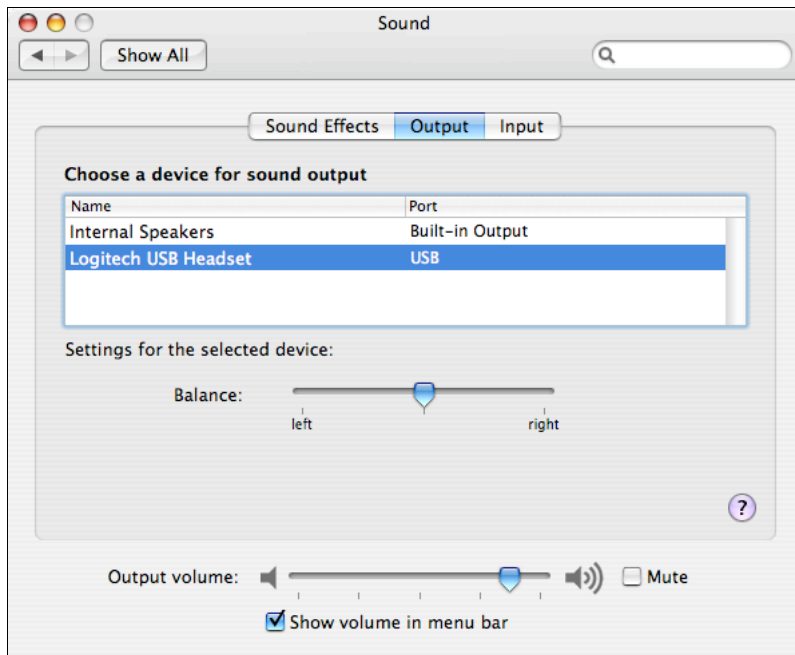 Sound
Show All
Sound Effects Output Input
Choose a device for sound output
Name Port
Internal Speakers Built-in Output
Logitech USB Headset USB
Settings for the selected device:
Balance:
left right
?
Output volume: Mute
Show volume in menu bar